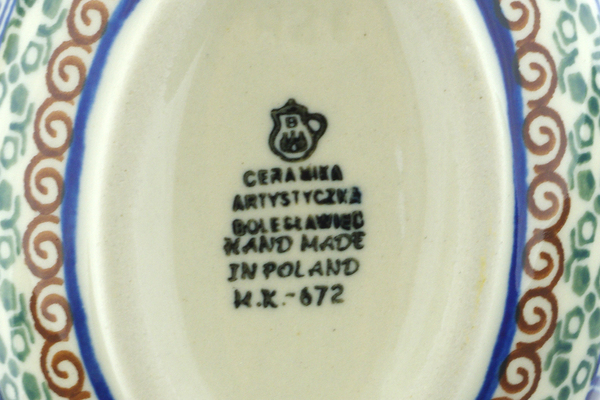 B
CERAMIKA
ARTYSTYCZNA
BOLESŁAWIEC
HAND MADE
IN POLAND
W.K.-672